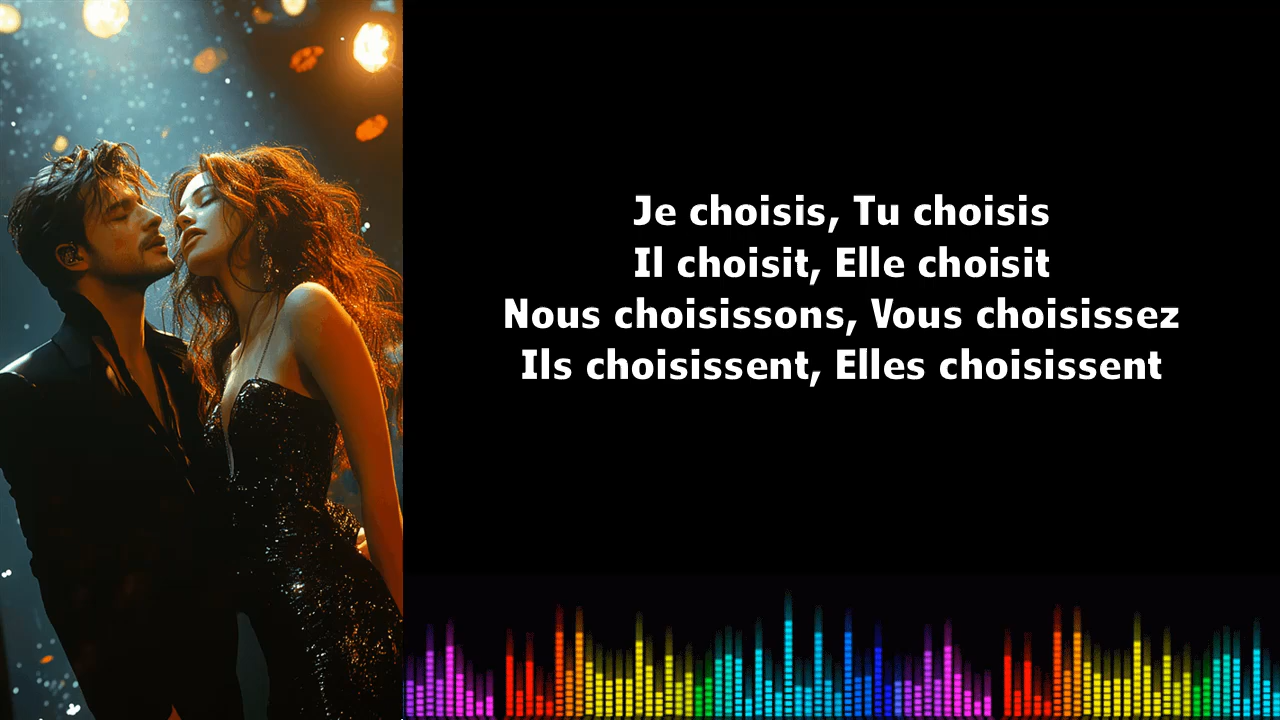 Je choisis, Tu choisis
Il choisit, Elle choisit
Nous choisissons, Vous choisissez
Ils choisissent, Elles choisissent